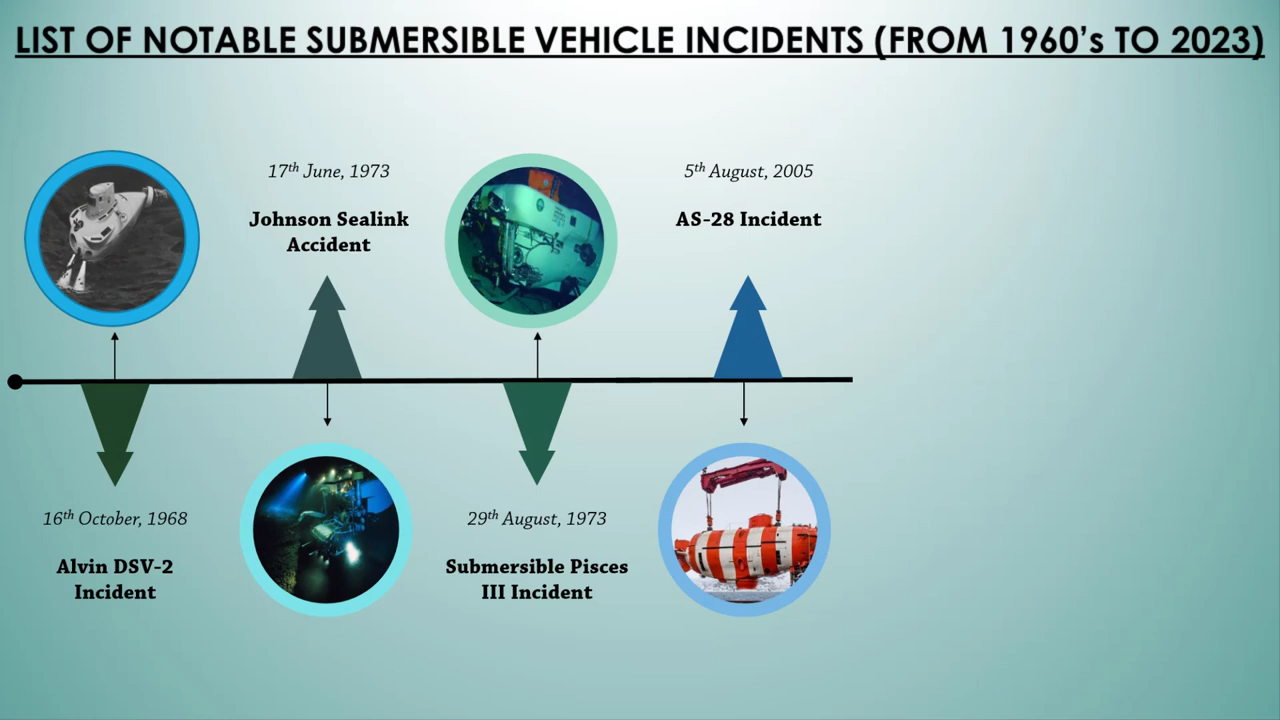 LIST OF NOTABLE SUBMERSIBLE VEHICLE INCIDENTS (FROM 1960's TO 2023)
16th October, 1968
Alvin DSV-2
Incident
17th June, 1973
Johnson Sealink
Accident
29th August, 1973
Submersible Pisces
III Incident
5th August, 2005
AS-28 Incident